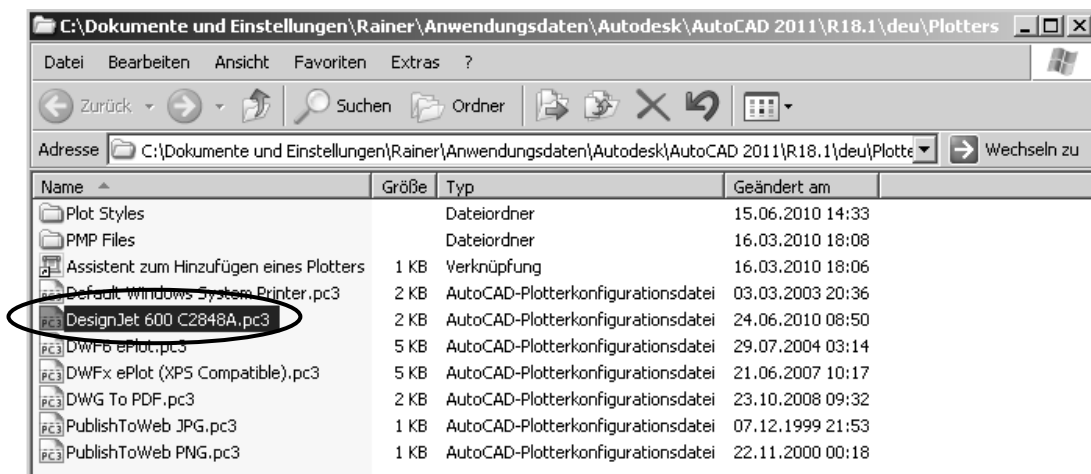 C:\Dokumente und Einstellungen\Rainer\Anwendungsdaten\Autodesk\AutoCAD 2011\R18.1\deu\Plotters
Datei Bearbeiten Ansicht Favoriten Extras ?
Zurück Suchen Ordner
Adresse C:\Dokumente und Einstellungen\Rainer\Anwendungsdaten\Autodesk\AutoCAD 2011\R18.1\deu\Plotte Wechseln zu
Name Größe Typ Geändert am
Plot Styles Dateiordner 15.06.2010 14:33
PMP Files Dateiordner 16.03.2010 18:08
Assistent zum Hinzufügen eines Plotters 1 KB Verknüpfung 16.03.2010 18:06
Default Windows System Printer.pc3 2 KB AutoCAD-Plotterkonfigurationsdatei 03.03.2003 20:36
DesignJet 600 C2848A.pc3 2 KB AutoCAD-Plotterkonfigurationsdatei 24.06.2010 08:50
DWF6 ePlot.pc3 5 KB AutoCAD-Plotterkonfigurationsdatei 29.07.2004 03:14
DWFx ePlot (XPS Compatible).pc3 5 KB AutoCAD-Plotterkonfigurationsdatei 21.06.2007 10:17
DWG To PDF.pc3 2 KB AutoCAD-Plotterkonfigurationsdatei 23.10.2008 09:32
PublishToWeb JPG.pc3 1 KB AutoCAD-Plotterkonfigurationsdatei 07.12.1999 21:53
PublishToWeb PNG.pc3 1 KB AutoCAD-Plotterkonfigurationsdatei 22.11.2000 00:18